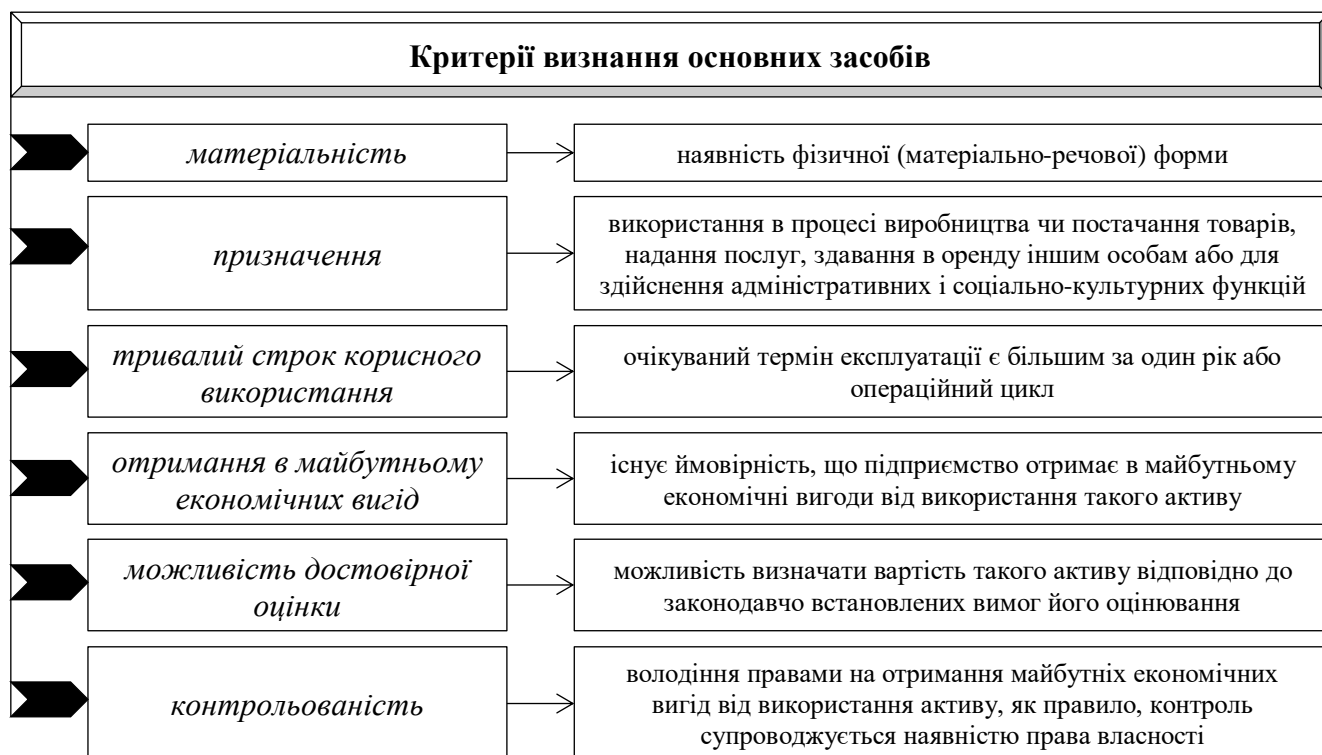 Критерії визнання основних засобів
матеріальність
наявність фізичної (матеріально-речової) форми
призначення
використання в процесі виробництва чи постачання товарів,
надання послуг, здавання в оренду іншим особам або для
здійснення адміністративних і соціально-культурних функцій
тривалий строк корисного
використання
очікуваний термін експлуатації є більшим за один рік або
операційний цикл
отримання в майбутньому
економічних вигід
існує ймовірність, що підприємство отримає в майбутньому
економічні вигоди від використання такого активу
можливість достовірної
оцінки
можливість визначати вартість такого активу відповідно до
законодавчо встановлених вимог його оцінювання
контрольованість
володіння правами на отримання майбутніх економічних
вигід від використання активу, як правило, контроль
супроводжується наявністю права власності